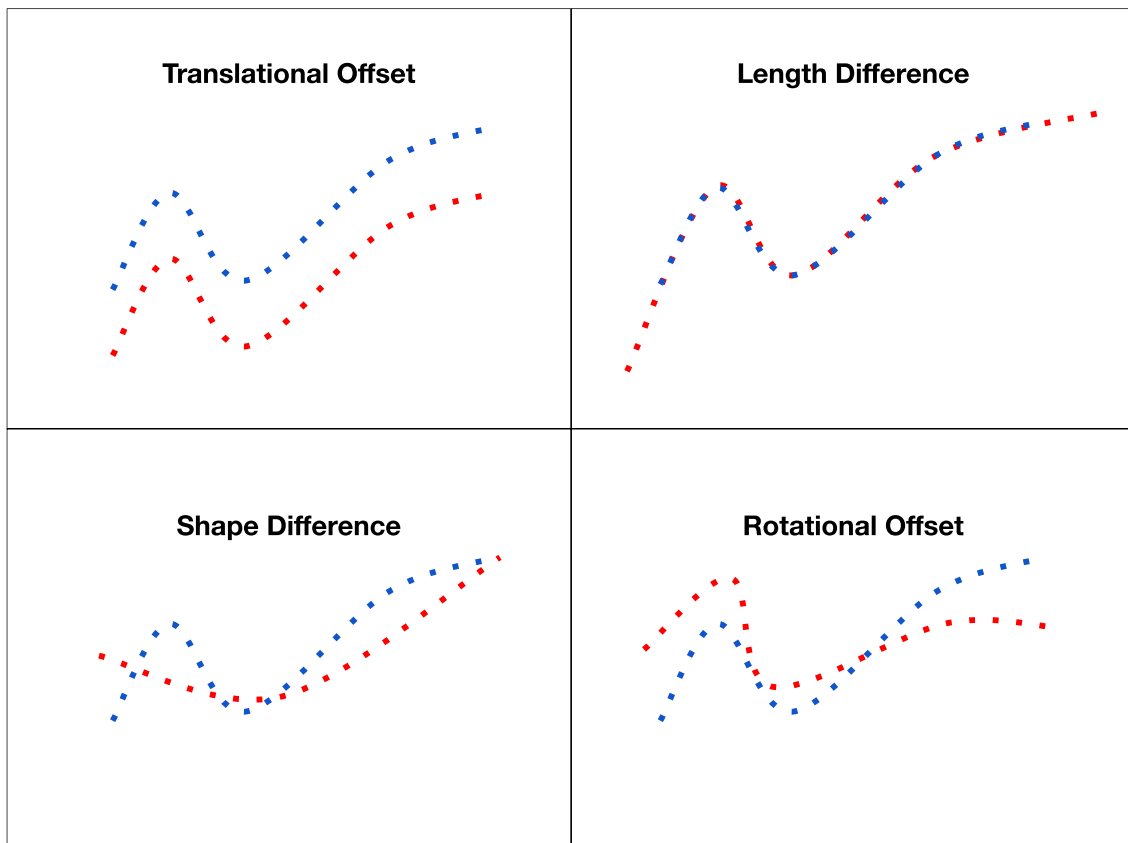 Translational Offset
Length Difference
Shape Difference
Rotational Offset